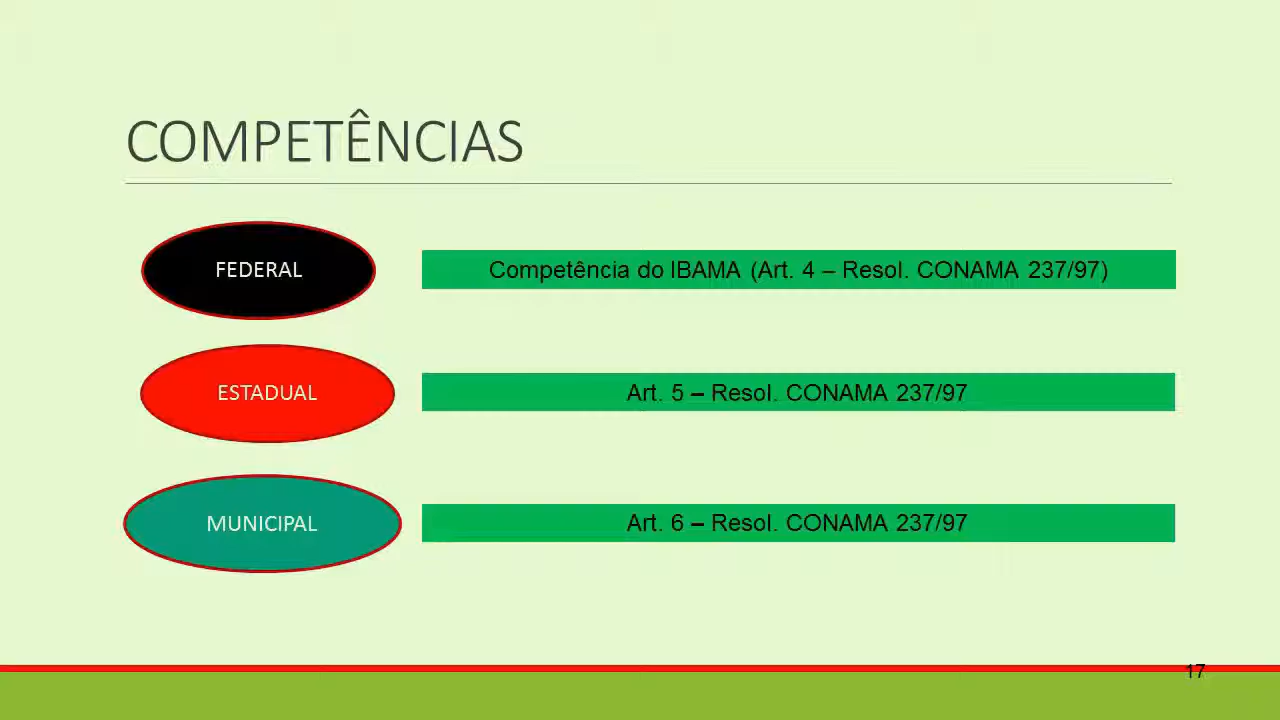 COMPETÊNCIAS
FEDERAL
Competência do IBAMA (Art. 4 – Resol. CONAMA 237/97)
ESTADUAL
Art. 5 – Resol. CONAMA 237/97
MUNICIPAL
Art. 6 – Resol. CONAMA 237/97
17